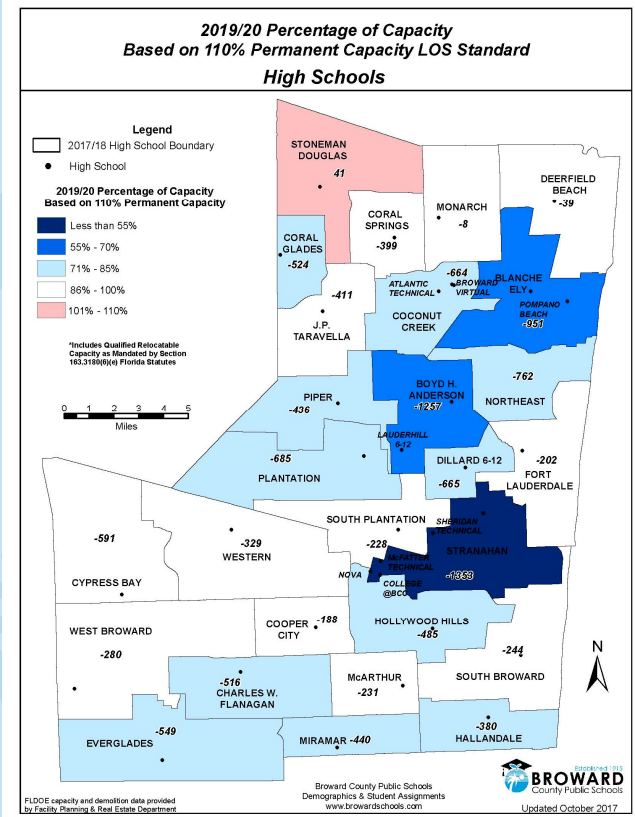 2019/20 Percentage of Capacity
Based on 110% Permanent Capacity LOS Standard
High Schools
Legend
2017/18 High School Boundary
High School
2019/20 Percentage of Capacity
Based on 110% Permanent Capacity
Less than 55%
55% - 70%
71% - 85%
86% - 100%
101% - 110%
*Includes Qualified Relocatable
Capacity as Mandated by Section
163.3180(6)(e) Florida Statutes
0 1 2 3 4 5
Miles
STONEMAN
DOUGLAS
41
DEERFIELD
BEACH
-39
MONARCH
-8
CORAL
SPRINGS
-399
CORAL
GLADES
-524
-664
ATLANTIC
TECHNICAL
BROWARD
VIRTUAL
COCONUT
CREEK
BLANCHE
ELY
POMPANO
BEACH
-951
-411
J.P.
TARAVELLA
-762
NORTHEAST
BOYD H.
ANDERSON
-1257
PIPER
-436
LAUDERHILL
6-12
-685
PLANTATION
DILLARD 6-12
-665
-202
FORT
LAUDERDALE
SOUTH PLANTATION
-228
SHERIDAN
TECHNICAL
STRANAHAN
-1353
McFATTER
TECHNICAL
NOVA
COLLEGE
@BCC
-591
CYPRESS BAY
-329
WESTERN
WEST BROWARD
-280
COOPER
CITY
-188
HOLLYWOOD HILLS
-485
-244
SOUTH BROWARD
-516
CHARLES W.
FLANAGAN
McARTHUR
-231
-549
EVERGLADES
MIRAMAR -440
-380
HALLANDALE
N
Established 1915
BROWARD
County Public Schools
FLDOE capacity and demolition data provided
by Facility Planning & Real Estate Department
Broward County Public Schools
Demographics & Student Assignments
www.browardschools.com
Updated October 2017